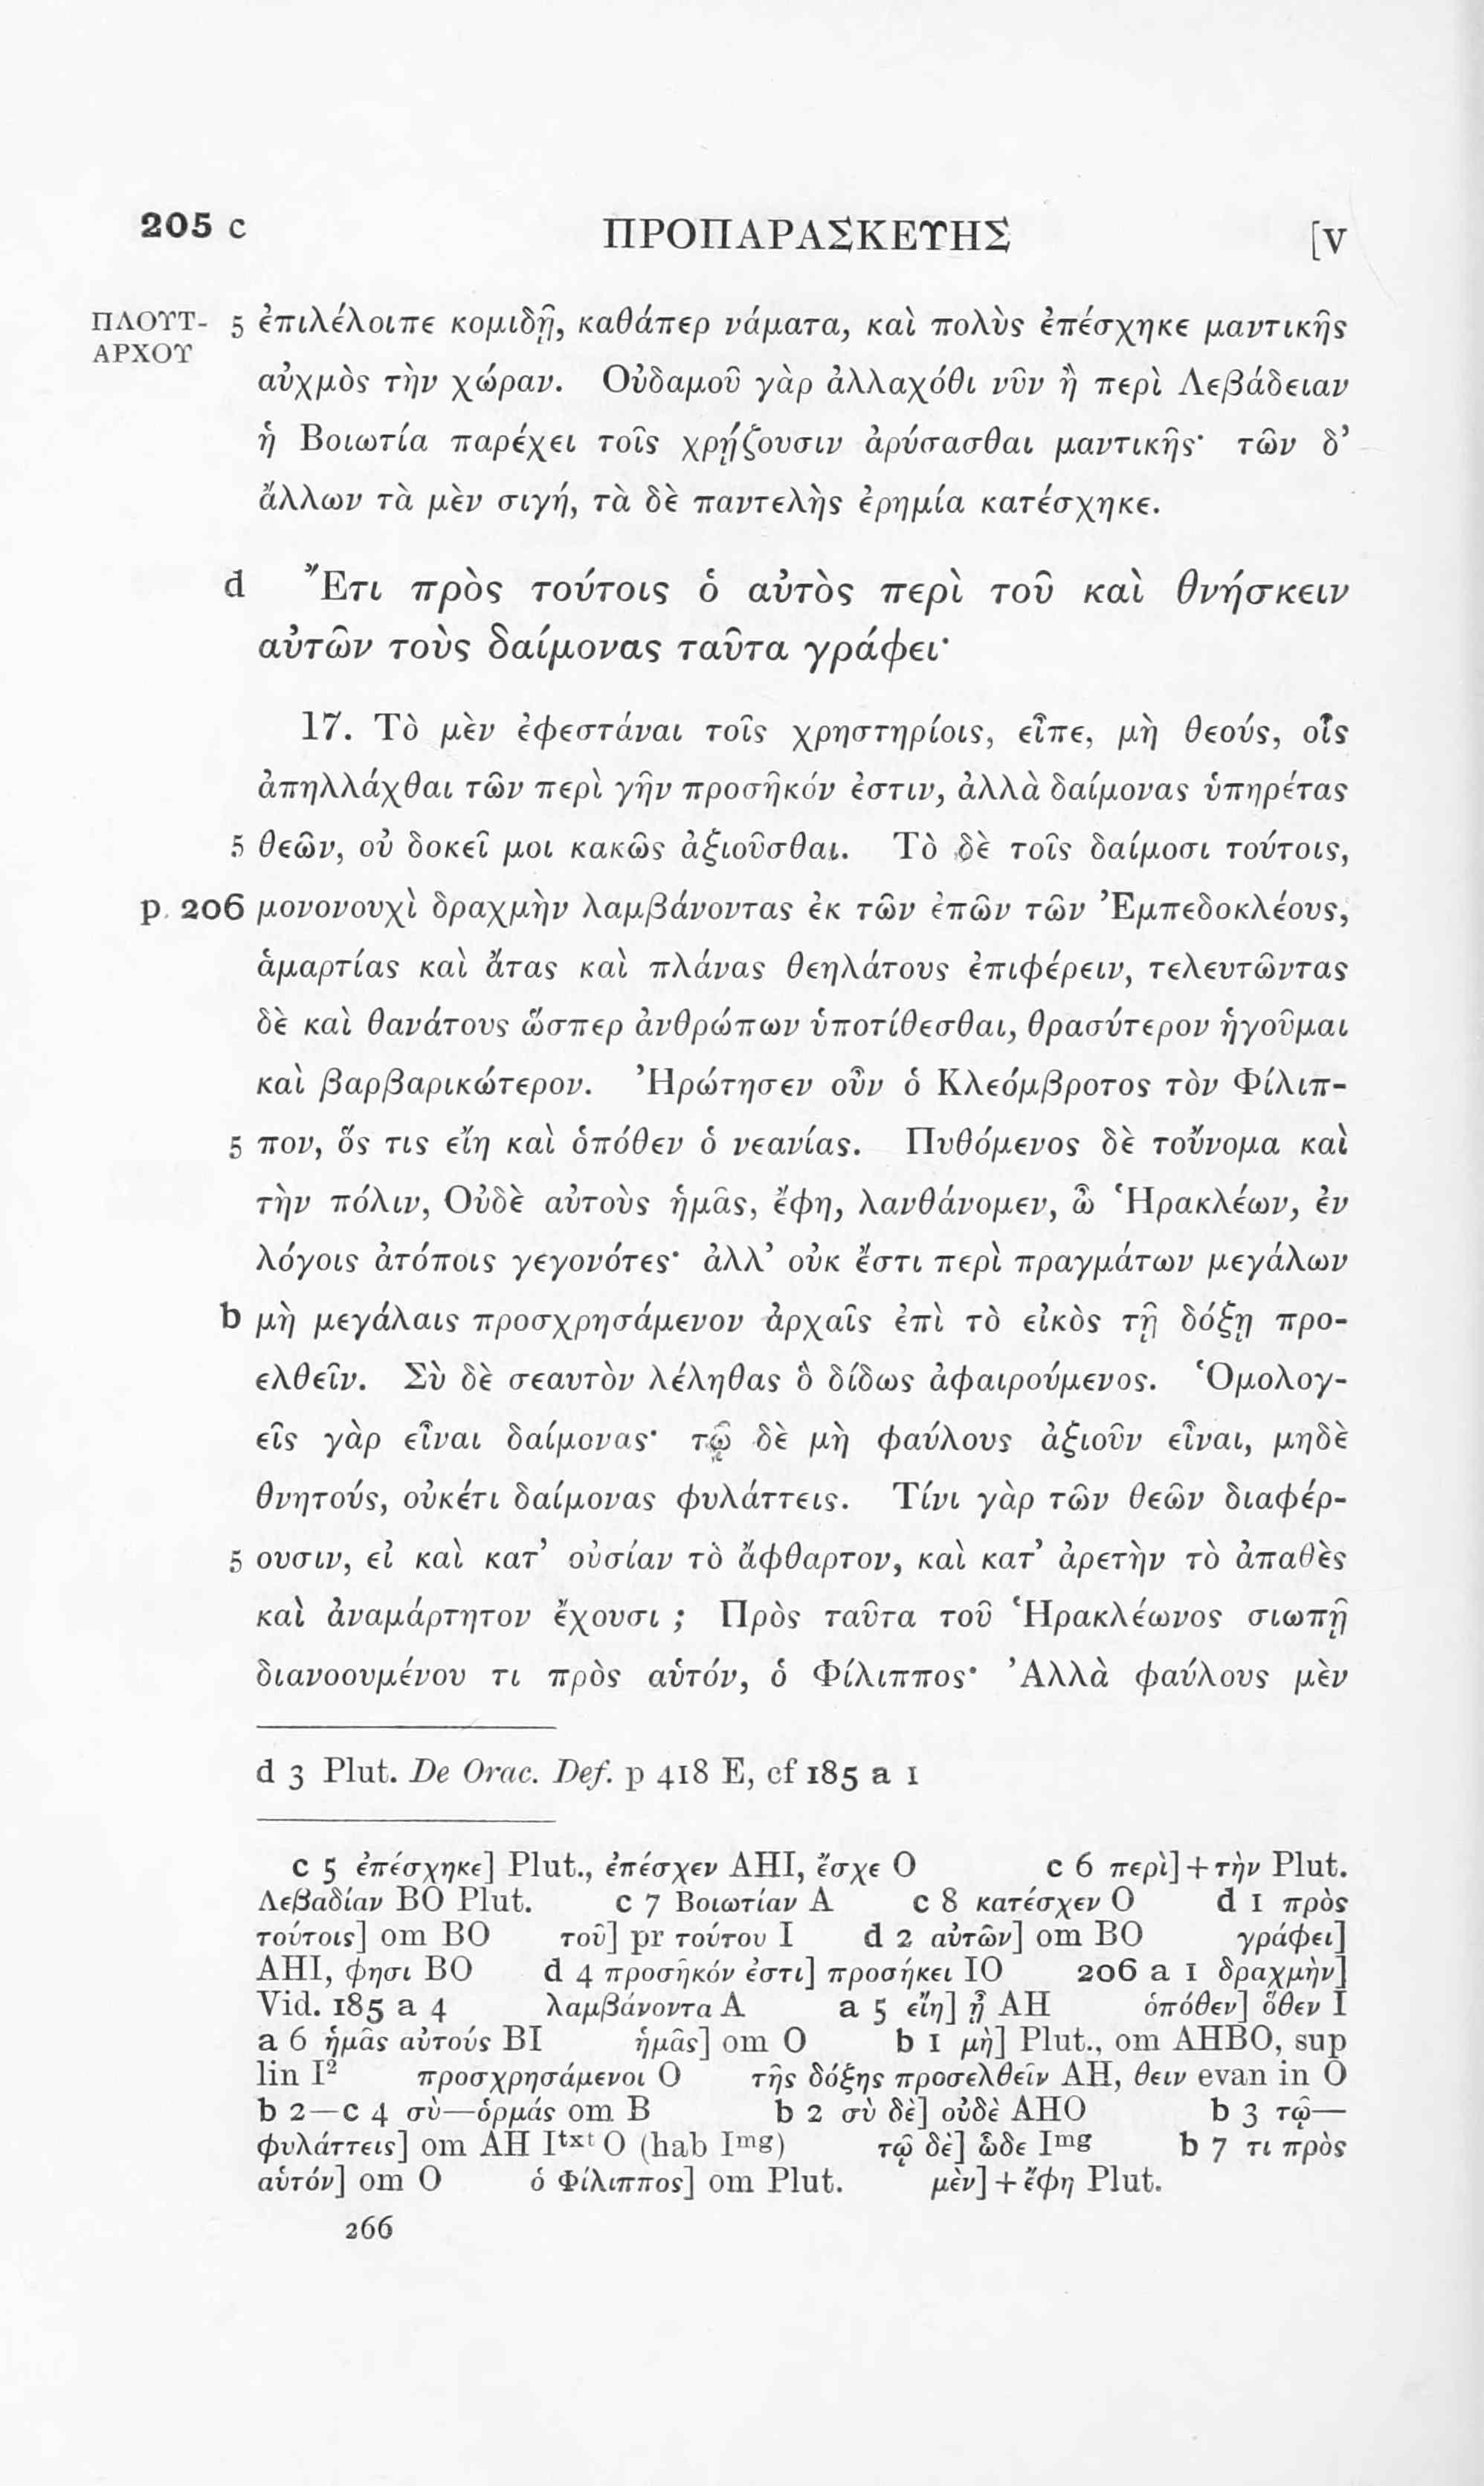 205 c ΠΡΟΠΑΡΑΣΚΕΥΗΣ [V
ΠΛΟΥΤ- 5 ἐπιλέλοιπε κομιδῇ, καθάπερ νάματα, καὶ πολὺς ἐπέσχηκε μαντικῆς
ΑΡΧΟΥ
αὐχμὸς τὴν χώραν. Οὐδαμοῦ γὰρ ἀλλαχόθι νῦν ἢ περὶ Λεβάδειαν
ἡ Βοιωτία παρέχει τοῖς χρῄζουσιν ἀρύσασθαι μαντικῆς· τῶν δ’
ἄλλων τὰ μὲν σιγή, τὰ δὲ παντελὴς ἐρημία κατέσχηκε.
d Ἔτι πρὸς τούτοις ὁ αὐτὸς περὶ τοῦ καὶ θνήσκειν
αὐτῶν τοὺς δαίμονας ταῦτα γράφει·
17. Τὸ μὲν ἐφεστάναι τοῖς χρηστηρίοις, εἶπε, μὴ θεούς, οἷς
ἀπηλλάχθαι τῶν περὶ γῆν προσῆκόν ἐστιν, ἀλλὰ δαίμονας ὑπηρέτας
5 θεῶν, οὐ δοκεῖ μοι κακῶς ἀξιοῦσθαι. Τὸ δὲ τοῖς δαίμοσι τούτοις,
p. 206 μονονουχὶ δραχμὴν λαμβάνοντας ἐκ τῶν ἐπῶν τῶν Ἐμπεδοκλέους,
ἁμαρτίας καὶ ἄτας καὶ πλάνας θεηλάτους ἐπιφέρειν, τελευτῶντας
δὲ καὶ θανάτους ὥσπερ ἀνθρώπων ὑποτίθεσθαι, θρασύτερον ἡγοῦμαι
καὶ βαρβαρικώτερον. Ἠρώτησεν οὖν ὁ Κλεόμβροτος τὸν Φίλιπ-
5 πον, ὅς τις εἴη καὶ ὁπόθεν ὁ νεανίας. Πυθόμενος δὲ τοὔνομα καὶ
τὴν πόλιν, Οὐδὲ αὐτοὺς ἡμᾶς, ἔφη, λανθάνομεν, ὦ Ἡρακλέων, ἐν
λόγοις ἀτόποις γεγονότες· ἀλλ’ οὐκ ἔστι περὶ πραγμάτων μεγάλων
b μὴ μεγάλαις προσχρησάμενον ἀρχαῖς ἐπὶ τὸ εἰκὸς τῇ δόξῃ προ-
ελθεῖν. Σὺ δὲ σεαυτὸν λέληθας ὃ δίδως ἀφαιρούμενος. Ὁμολογ-
εῖς γὰρ εἶναι δαίμονας· τῷ δὲ μὴ φαύλους ἀξιοῦν εἶναι, μηδὲ
θνητούς, οὐκέτι δαίμονας φυλάττεις. Τίνι γὰρ τῶν θεῶν διαφέρ-
5 ουσιν, εἰ καὶ κατ’ οὐσίαν τὸ ἄφθαρτον, καὶ κατ’ ἀρετὴν τὸ ἀπαθὲς
καὶ ἀναμάρτητον ἔχουσι ; Πρὸς ταῦτα τοῦ Ἡρακλέωνος σιωπῇ
διανοουμένου τι πρὸς αὑτόν, ὁ Φίλιππος· Ἀλλὰ φαύλους μὲν
d 3 Plut. De Orac. Def. p 418 E, cf 185 a 1
c 5 ἐπέσχηκε] Plut., ἐπέσχεν AHI, ἔσχε O c 6 περὶ]+τὴν Plut.
Λεβαδίαν BO Plut. c 7 Βοιωτίαν A c 8 κατέσχεν O d 1 πρὸς
τούτοις] om BO τοῦ] pr τούτου I d 2 αὐτῶν] om BO γράφει]
AHI, φησι BO d 4 προσῆκόν ἐστι] προσήκει IO 206 a 1 δραχμὴν]
Vid. 185 a 4 λαμβάνοντα A a 5 εἴη] ᾖ AH ὁπόθεν] ὅθεν I
a 6 ἡμᾶς αὐτούς BI ἡμᾶς] om O b 1 μὴ] Plut., om AHBO, sup
lin I² προσχρησάμενοι O τῆς δόξης προσελθεῖν AH, θειν evan in O
b 2—c 4 σὺ—ὁρμάς om B b 2 σὺ δὲ] οὐδὲ AHO b 3 τῷ—
φυλάττεις] om AH Iᵗˣᵗ O (hab Iᵐᵍ) τῷ δὲ] ὧδε Iᵐᵍ b 7 τι πρὸς
αὑτόν] om O ὁ Φίλιππος] om Plut. μὲν]+ἔφη Plut.
266